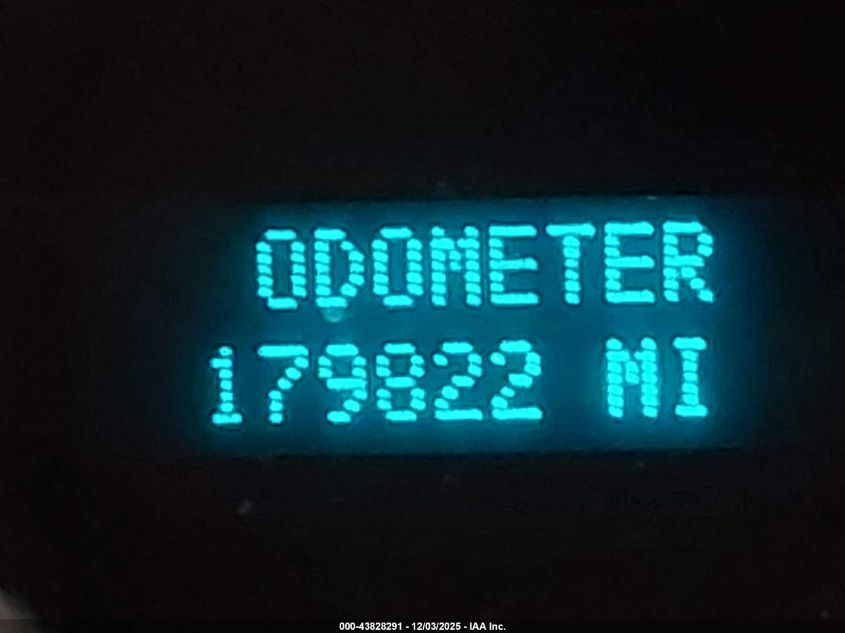 ODOMETER
179822 MI
000-43828291 - 12/03/2025 - IAA Inc.